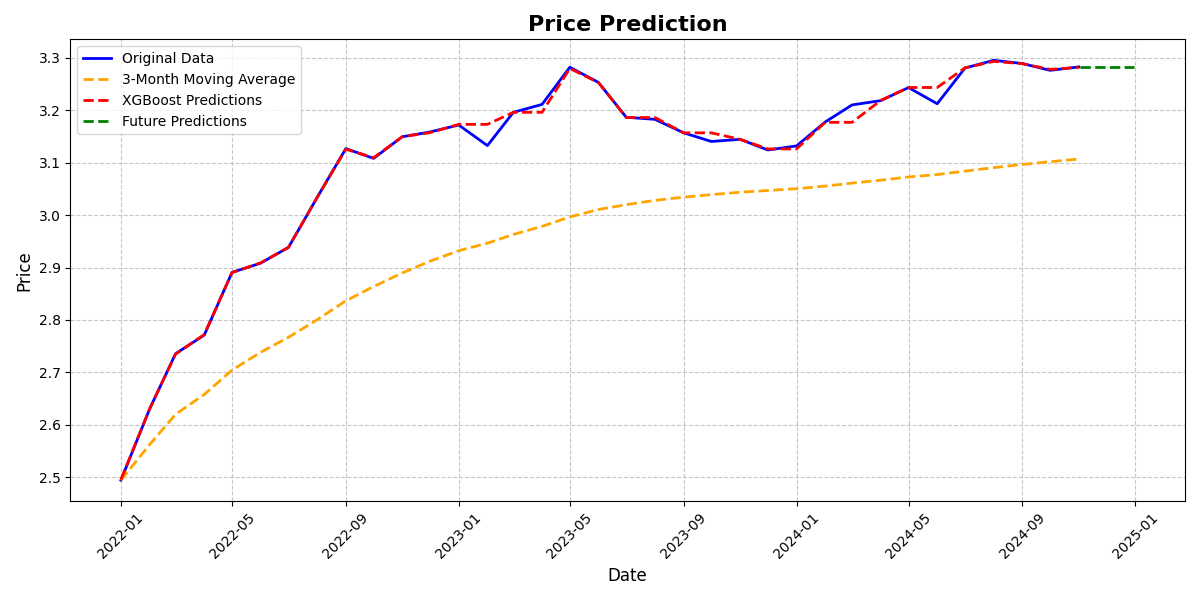 Price Prediction
Original Data
3-Month Moving Average
XGBoost Predictions
Future Predictions
3.3
3.2
3.1
3.0
2.9
2.8
2.7
2.6
2.5
Price
2022-01
2022-05
2022-09
2023-01
2023-05
2023-09
2024-01
2024-05
2024-09
2025-01
Date